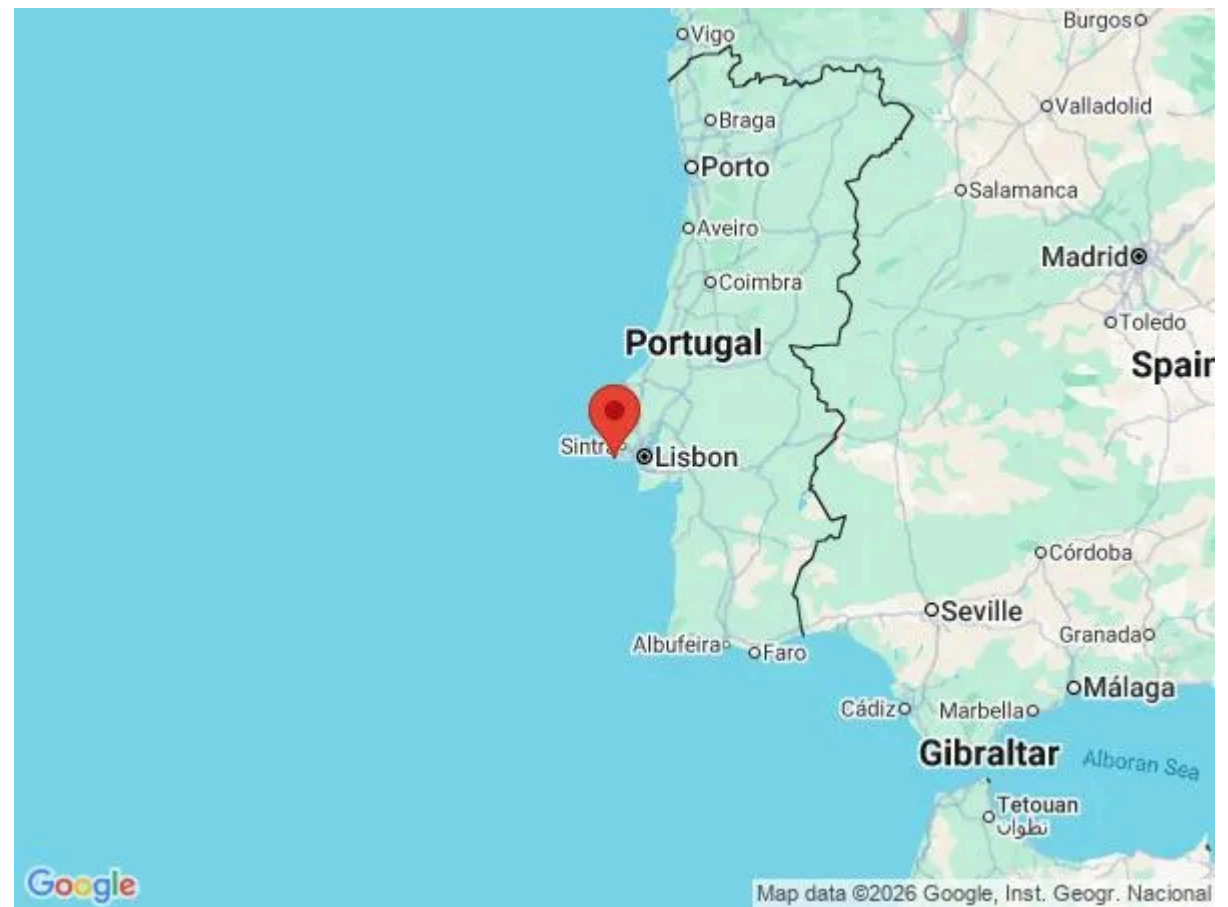 Burgos
Vigo
Valladolid
Braga
Porto
Salamanca
Aveiro
Madrid
Coimbra
Toledo
Portugal
Spain
Sintra
Lisbon
Córdoba
Seville
Granada
Albufeira
Faro
Málaga
Cádiz
Marbella
Gibraltar
Alboran Sea
Tetouan
تطوان
Google
Map data ©2026 Google, Inst. Geogr. Nacional